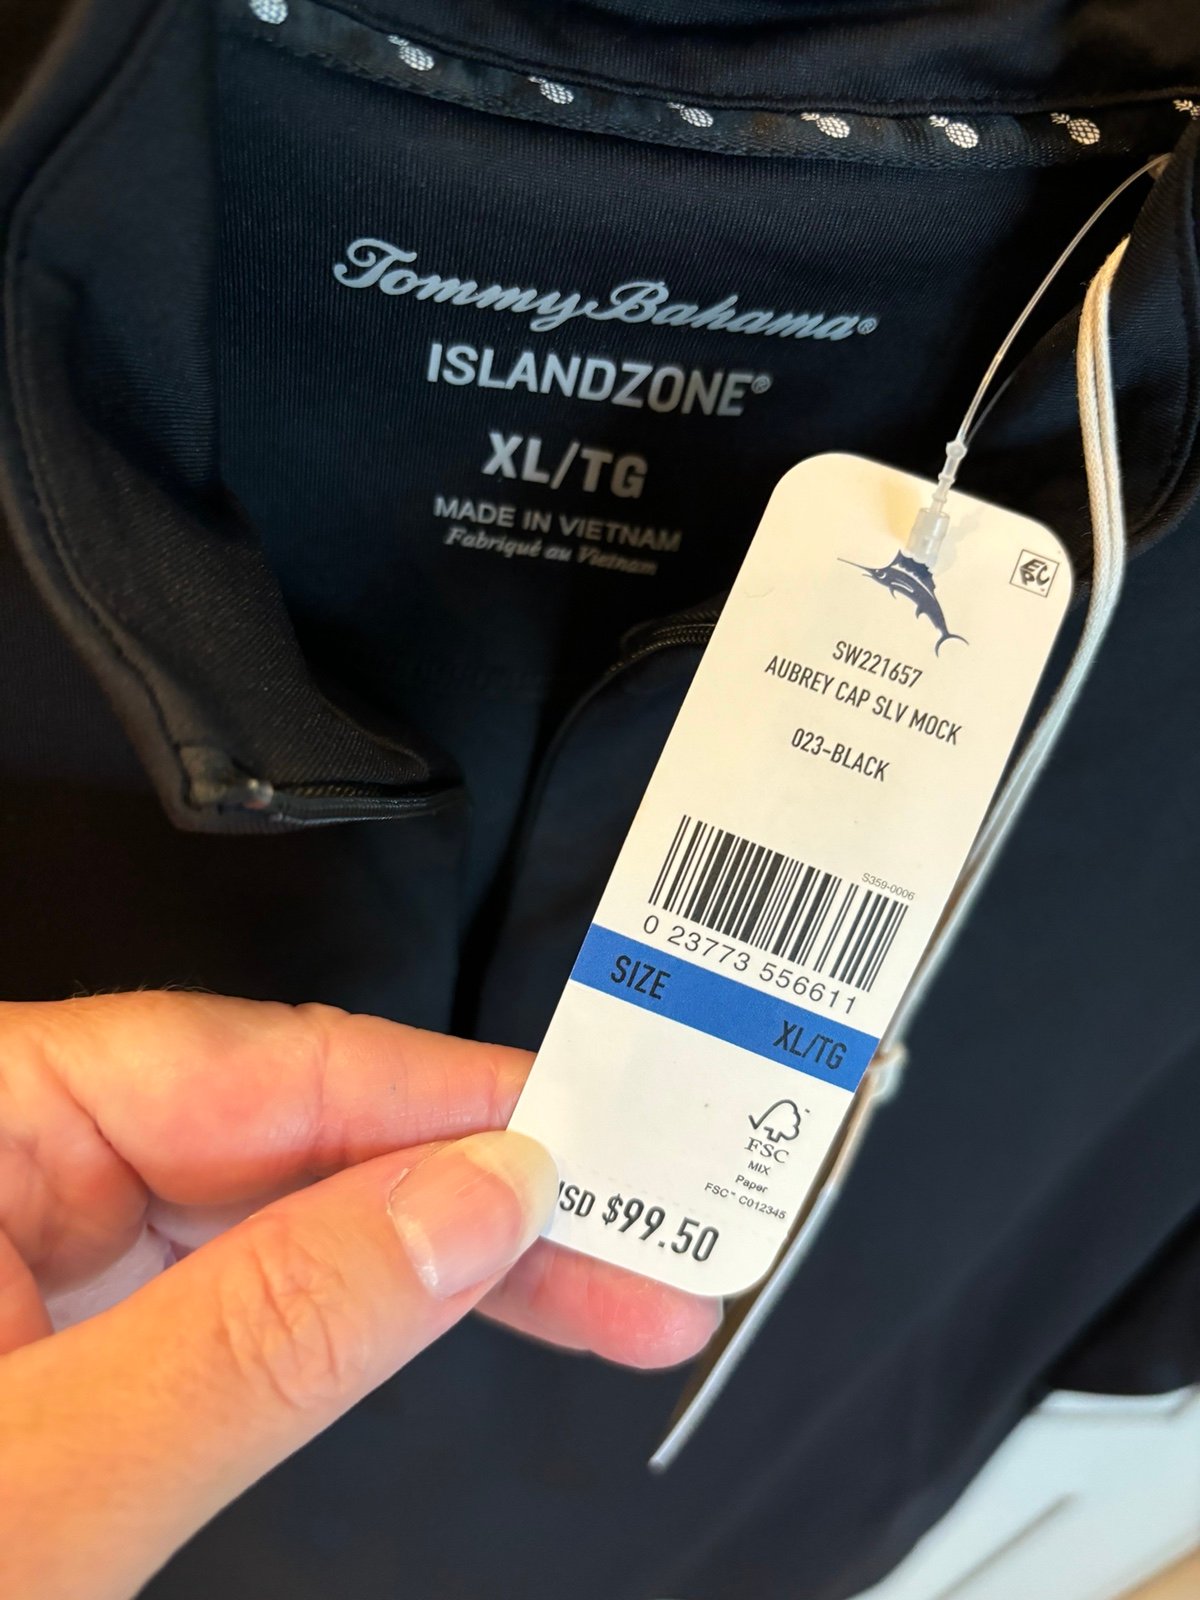 Tommy Bahama®
ISLANDZONE®
XL/TG
MADE IN VIETNAM
Fabriqué au Vietnam
SW221657
AUBREY CAP SLV MOCK
023-BLACK
S359-0006
0 23773 556611
SIZE
XL/TG
FSC
MIX
Paper
FSC™ C012345
USD $99.50